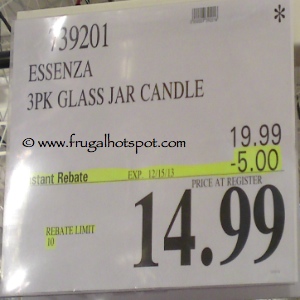 739201
*
ESSENZA
3PK GLASS JAR CANDLE
www.frugalhotspot.com
19.99
Instant Rebate EXP. 12/15/13 -5.00
PRICE AT REGISTER
REBATE LIMIT
10
14.99